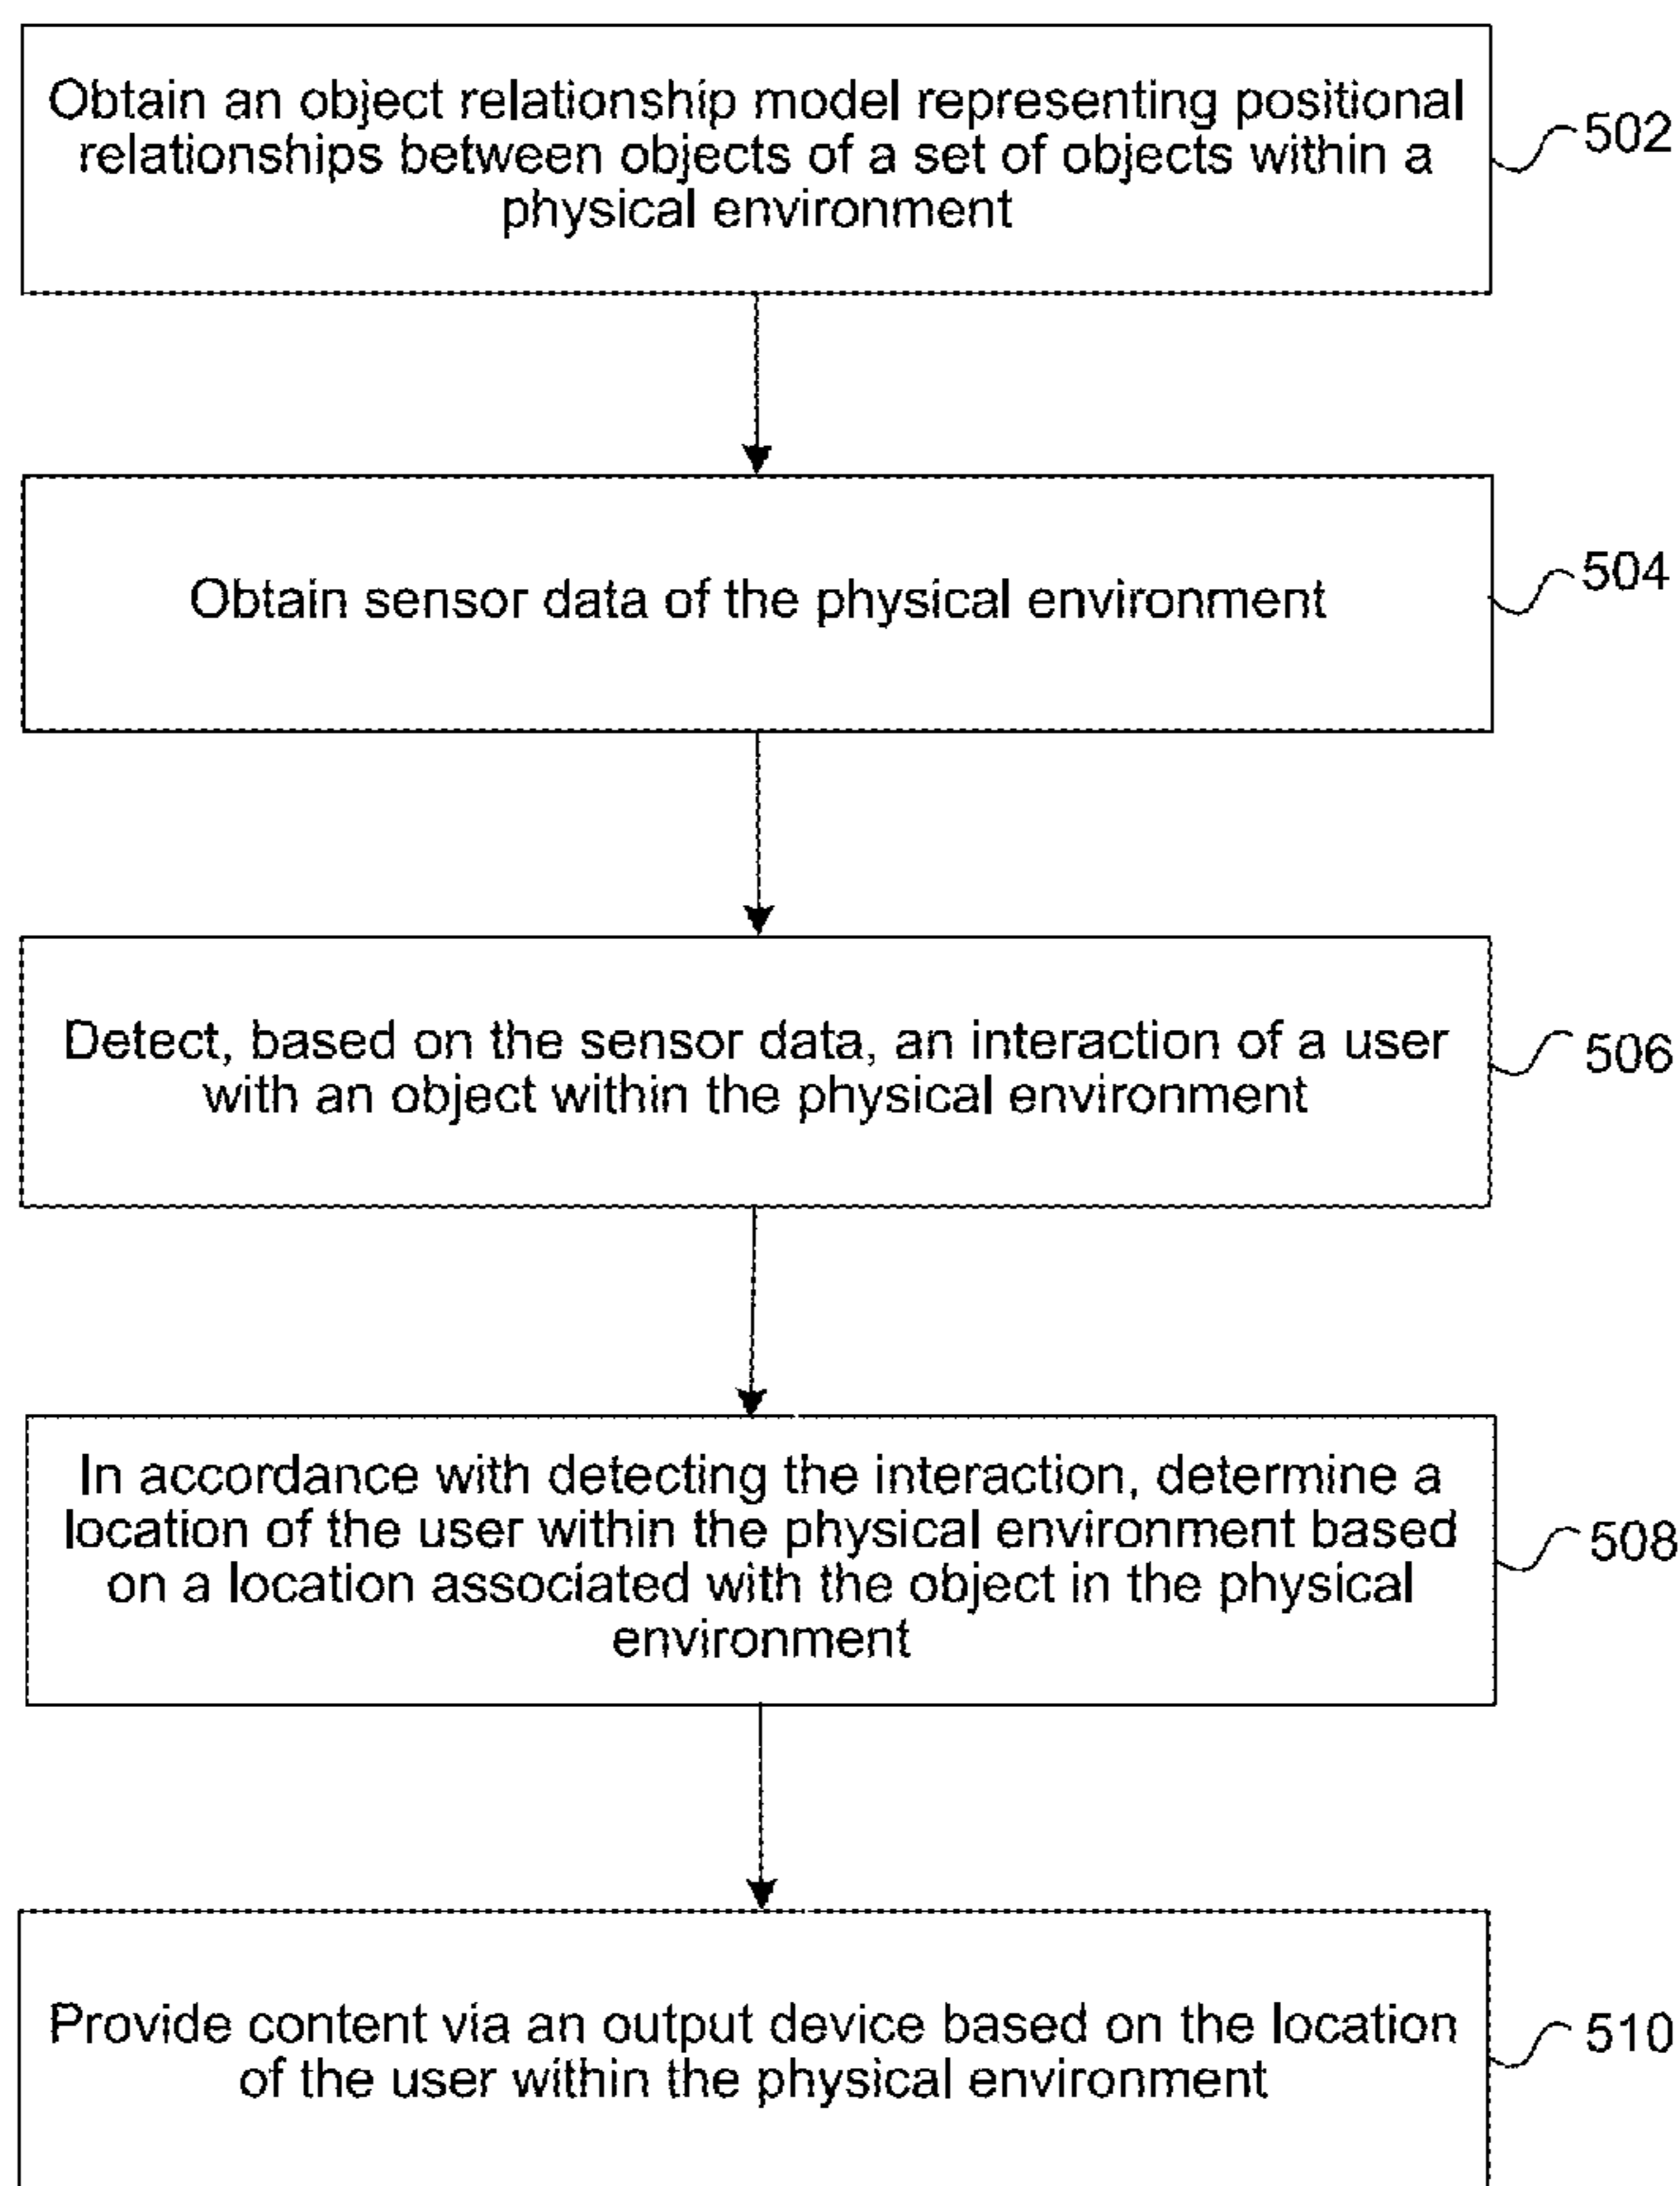 Obtain an object relationship model representing positional
relationships between objects of a set of objects within a
physical environment
502
Obtain sensor data of the physical environment
504
Detect, based on the sensor data, an interaction of a user
with an object within the physical environment
506
In accordance with detecting the interaction, determine a
location of the user within the physical environment based
on a location associated with the object in the physical
environment
508
Provide content via an output device based on the location
of the user within the physical environment
510